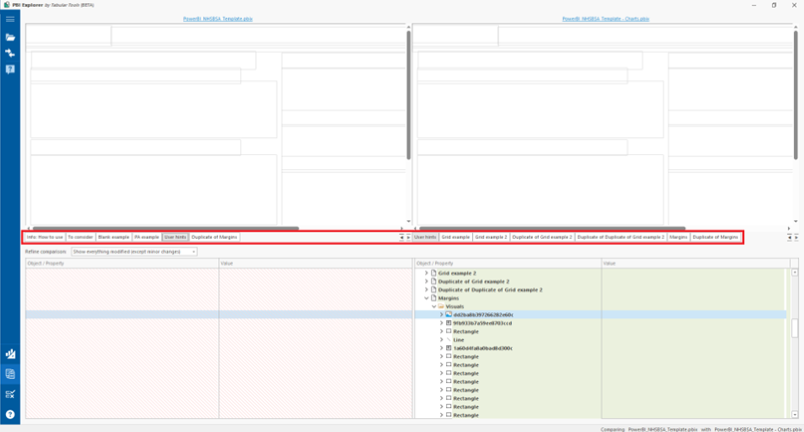 PBI Explorer by Tabular Tools (BETA)
PowerBI_NHSBSA_Template.pbix
PowerBI_NHSBSA_Template - Charts.pbix
Info: How to use To consider Blank example PA example User hints Duplicate of Margins
User hints Grid example Grid example 2 Duplicate of Grid example 2 Duplicate of Duplicate of Grid example 2 Margins Duplicate of Margins
Refine comparison: Show everything modified (except minor changes)
Object / Property Value Object / Property Value
Grid example 2
Duplicate of Grid example 2
Duplicate of Duplicate of Grid example 2
Margins
Visuals
Rectangle
Line
Rectangle
Rectangle
Rectangle
Rectangle
Rectangle
Rectangle
Rectangle
Rectangle
Comparing PowerBI_NHSBSA_Template.pbix with PowerBI_NHSBSA_Template - Charts.pbix